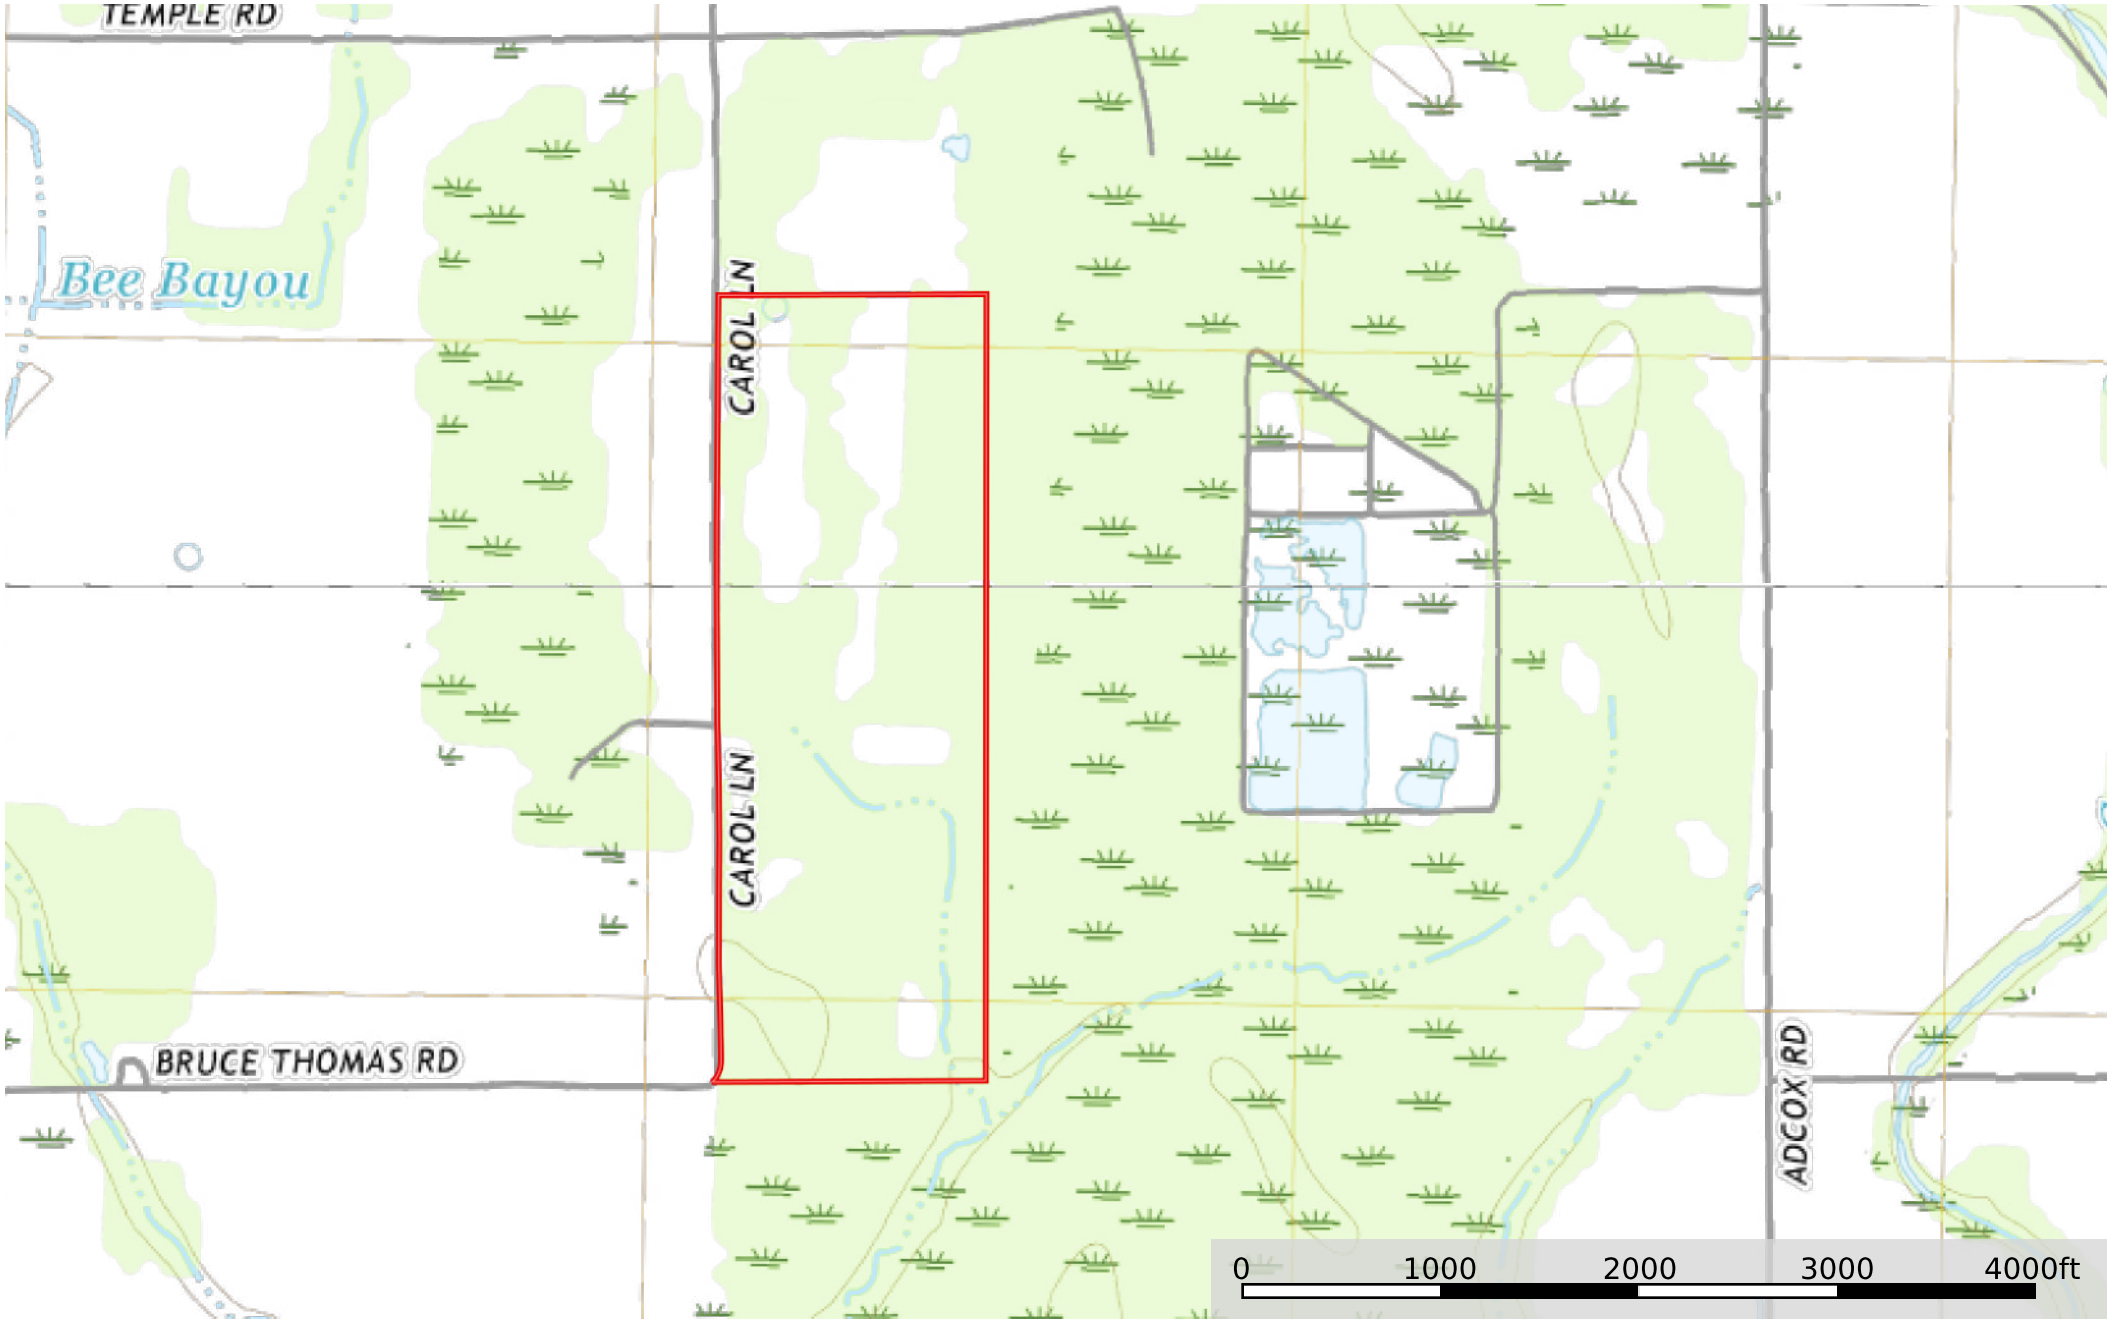 TEMPLE RD
Bee Bayou
CAROL LN
CAROL LN
BRUCE THOMAS RD
ADCOX RD
0 1000 2000 3000 4000ft